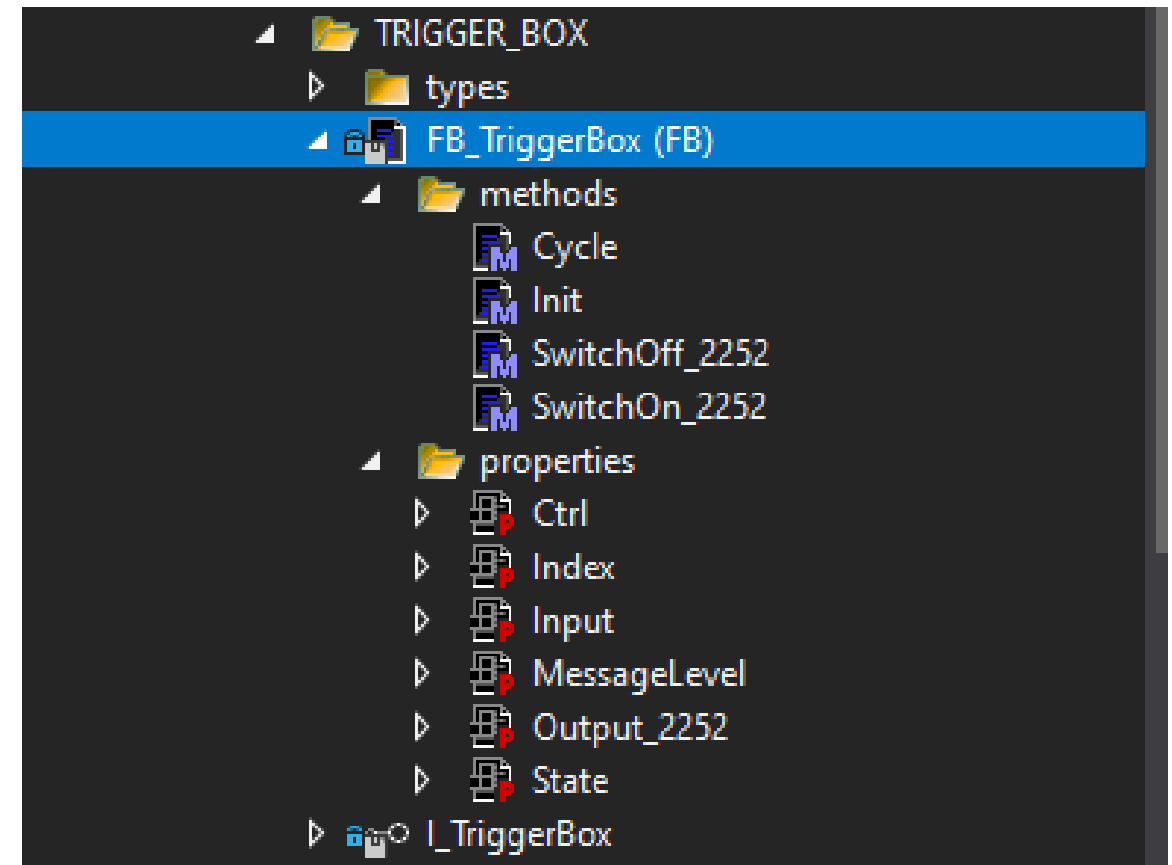 TRIGGER_BOX
types
FB_TriggerBox (FB)
methods
Cycle
Init
SwitchOff_2252
SwitchOn_2252
properties
Ctrl
Index
Input
MessageLevel
Output_2252
State
I_TriggerBox